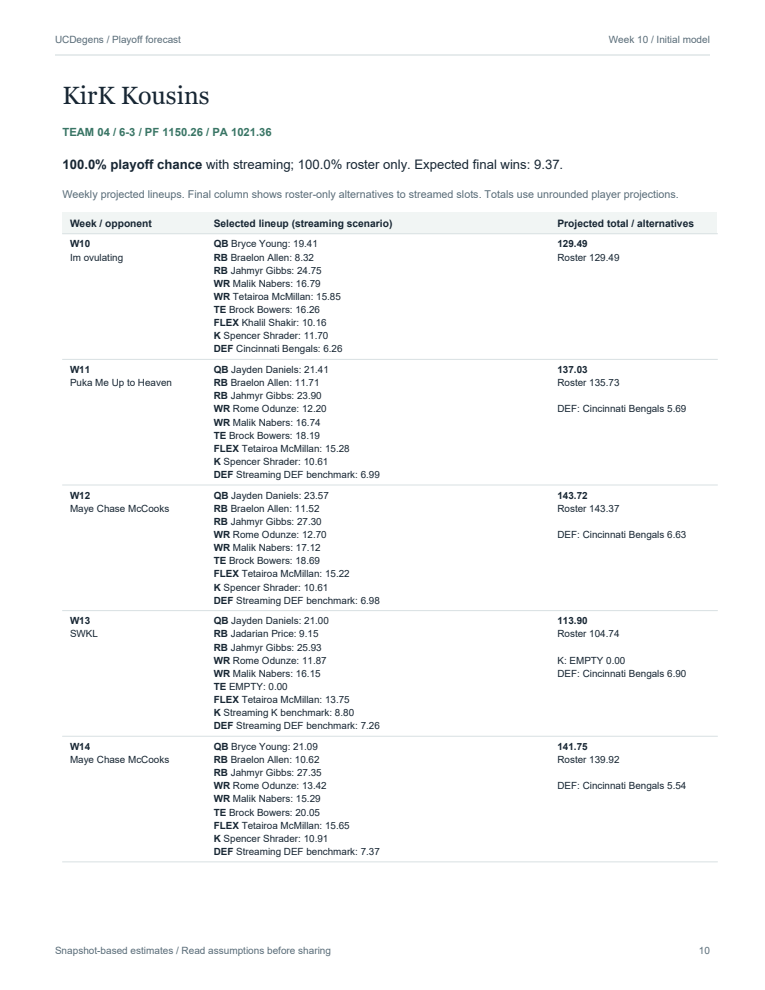 UCDegens / Playoff forecast
Week 10 / Initial model
KirK Kousins
TEAM 04 / 6-3 / PF 1150.26 / PA 1021.36
100.0% playoff chance with streaming; 100.0% roster only. Expected final wins: 9.37.
Weekly projected lineups. Final column shows roster-only alternatives to streamed slots. Totals use unrounded player projections.
Week / opponent
Selected lineup (streaming scenario)
Projected total / alternatives
W10
Im ovulating
QB Bryce Young: 19.41
RB Braelon Allen: 8.32
RB Jahmyr Gibbs: 24.75
WR Malik Nabers: 16.79
WR Tetairoa McMillan: 15.85
TE Brock Bowers: 16.26
FLEX Khalil Shakir: 10.16
K Spencer Shrader: 11.70
DEF Cincinnati Bengals: 6.26
129.49
Roster 129.49
W11
Puka Me Up to Heaven
QB Jayden Daniels: 21.41
RB Braelon Allen: 11.71
RB Jahmyr Gibbs: 23.90
WR Rome Odunze: 12.20
WR Malik Nabers: 16.74
TE Brock Bowers: 18.19
FLEX Tetairoa McMillan: 15.28
K Spencer Shrader: 10.61
DEF Streaming DEF benchmark: 6.99
137.03
Roster 135.73
DEF: Cincinnati Bengals 5.69
W12
Maye Chase McCooks
QB Jayden Daniels: 23.57
RB Braelon Allen: 11.52
RB Jahmyr Gibbs: 27.30
WR Rome Odunze: 12.70
WR Malik Nabers: 17.12
TE Brock Bowers: 18.69
FLEX Tetairoa McMillan: 15.22
K Spencer Shrader: 10.61
DEF Streaming DEF benchmark: 6.98
143.72
Roster 143.37
DEF: Cincinnati Bengals 6.63
W13
SWKL
QB Jayden Daniels: 21.00
RB Jadarian Price: 9.15
RB Jahmyr Gibbs: 25.93
WR Rome Odunze: 11.87
WR Malik Nabers: 16.15
TE EMPTY: 0.00
FLEX Tetairoa McMillan: 13.75
K Streaming K benchmark: 8.80
DEF Streaming DEF benchmark: 7.26
113.90
Roster 104.74
K: EMPTY 0.00
DEF: Cincinnati Bengals 6.90
W14
Maye Chase McCooks
QB Bryce Young: 21.09
RB Braelon Allen: 10.62
RB Jahmyr Gibbs: 27.35
WR Rome Odunze: 13.42
WR Malik Nabers: 15.29
TE Brock Bowers: 20.05
FLEX Tetairoa McMillan: 15.65
K Spencer Shrader: 10.91
DEF Streaming DEF benchmark: 7.37
141.75
Roster 139.92
DEF: Cincinnati Bengals 5.54
Snapshot-based estimates / Read assumptions before sharing
10